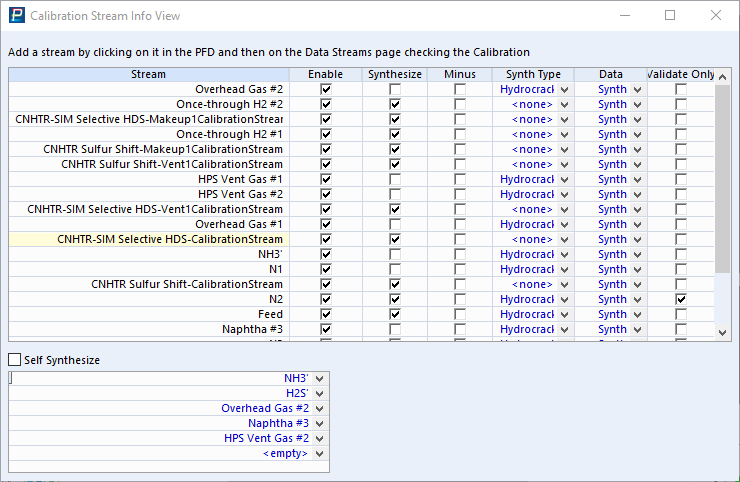 Calibration Stream Info View
Add a stream by clicking on it in the PFD and then on the Data Streams page checking the Calibration
Stream Enable Synthesize Minus Synth Type Data Validate Only
Overhead Gas #2 Hydrocrack Synth
Once-through H2 #2 <none> Synth
CNHTR-SIM Selective HDS-Makeup1CalibrationStream <none> Synth
Once-through H2 #1 <none> Synth
CNHTR Sulfur Shift-Makeup1CalibrationStream <none> Synth
CNHTR Sulfur Shift-Vent1CalibrationStream <none> Synth
HPS Vent Gas #1 Hydrocrack Synth
HPS Vent Gas #2 Hydrocrack Synth
CNHTR-SIM Selective HDS-Vent1CalibrationStream <none> Synth
Overhead Gas #1 Hydrocrack Synth
CNHTR-SIM Selective HDS-CalibrationStream <none> Synth
NH3' Hydrocrack Synth
N1 Hydrocrack Synth
CNHTR Sulfur Shift-CalibrationStream <none> Synth
N2 Hydrocrack Synth
Feed Hydrocrack Synth
Naphtha #3 Hydrocrack Synth
Hydrocrack Synth
Self Synthesize
NH3'
H2S'
Overhead Gas #2
Naphtha #3
HPS Vent Gas #2
<empty>